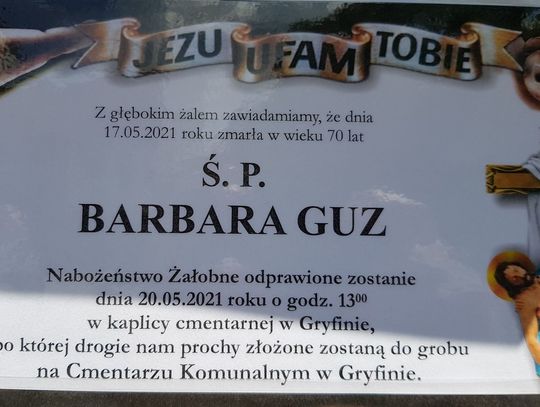 JEZU UFAM TOBIE
Z głębokim żalem zawiadamiamy, że dnia
17.05.2021 roku zmarła w wieku 70 lat
Ś. P.
BARBARA GUZ
Nabożeństwo Żałobne odprawione zostanie
dnia 20.05.2021 roku o godz. 13⁰⁰
w kaplicy cmentarnej w Gryfinie,
po której drogie nam prochy złożone zostaną do grobu
na Cmentarzu Komunalnym w Gryfinie.